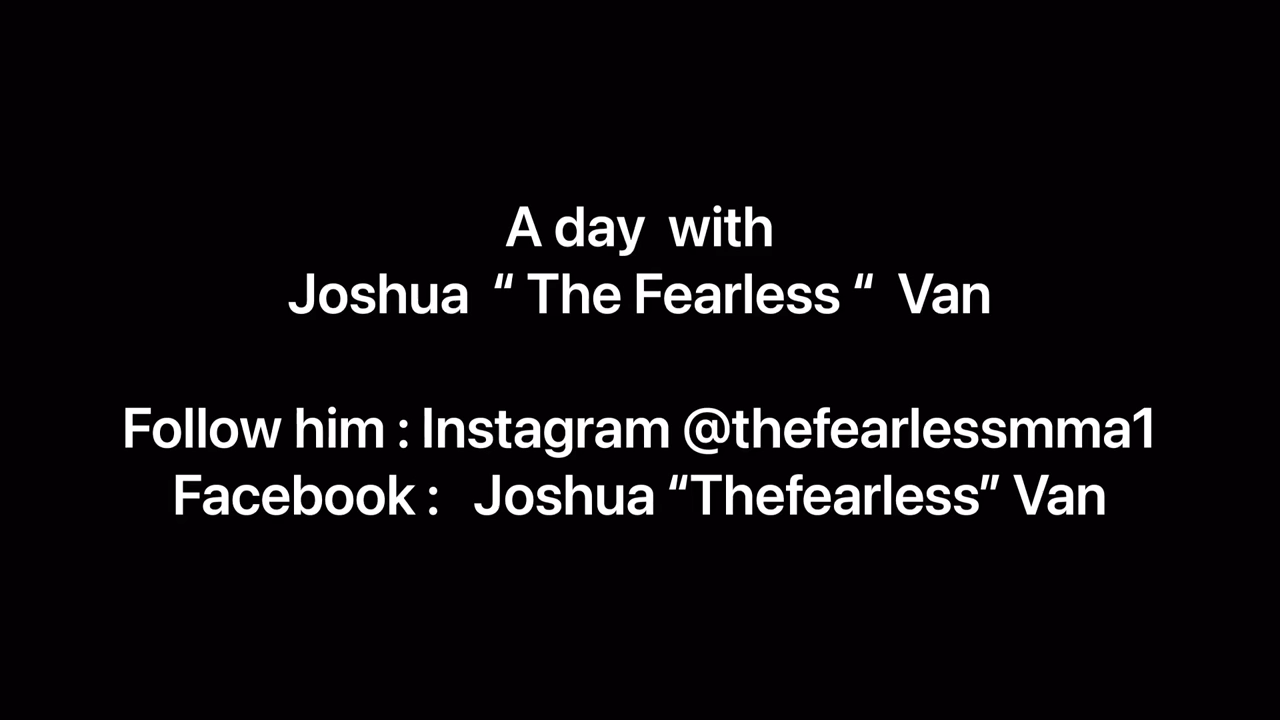 A day  with
Joshua  “ The Fearless “  Van
Follow him : Instagram @thefearlessmma1
Facebook :   Joshua “Thefearless” Van